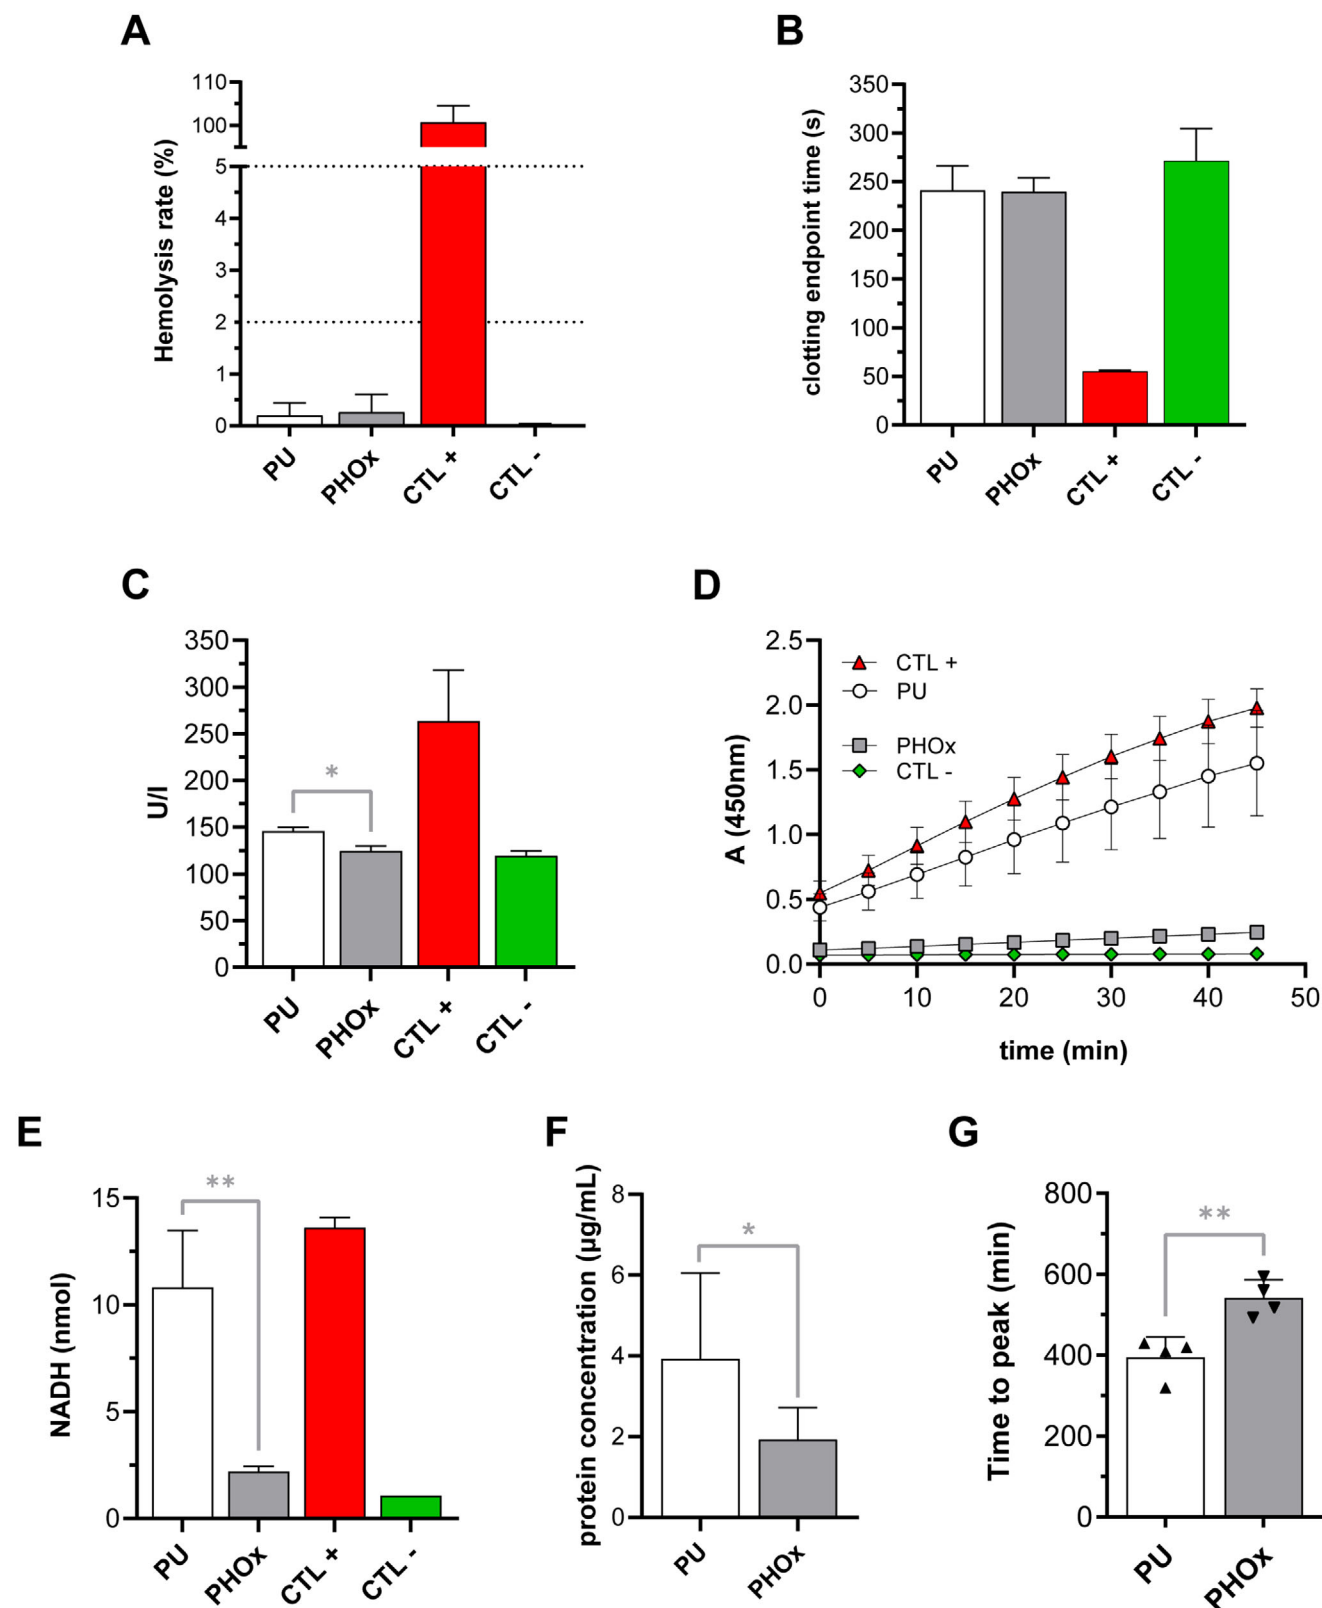 A
B
110
100
5
4
3
2
1
0
Hemolysis rate (%)
PU
PHOx
CTL +
CTL -
350
300
250
200
150
100
50
0
clotting endpoint time (s)
PU
PHOx
CTL +
CTL -
C
D
350
300
250
200
150
100
50
0
U/l
*
PU
PHOx
CTL +
CTL -
2.5
2.0
1.5
1.0
0.5
0.0
A (450nm)
CTL +
PU
PHOx
CTL -
0 10 20 30 40 50
time (min)
E
F
G
15
10
5
0
NADH (nmol)
**
PU
PHOx
CTL +
CTL -
8
6
4
2
0
protein concentration (µg/mL)
*
PU
PHOx
800
600
400
200
0
Time to peak (min)
**
PU
PHOx